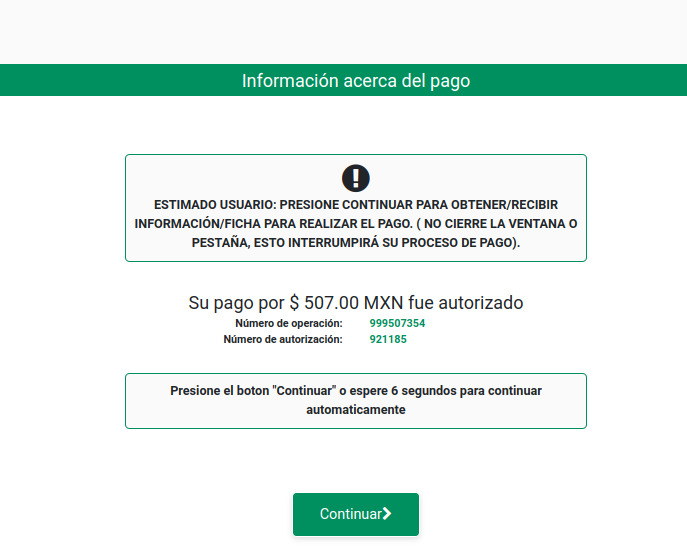 Información acerca del pago
ESTIMADO USUARIO: PRESIONE CONTINUAR PARA OBTENER/RECIBIR
INFORMACIÓN/FICHA PARA REALIZAR EL PAGO. ( NO CIERRE LA VENTANA O
PESTAÑA, ESTO INTERRUMPIRÁ SU PROCESO DE PAGO).
Su pago por $ 507.00 MXN fue autorizado
Número de operación: 999507354
Número de autorización: 921185
Presione el boton "Continuar" o espere 6 segundos para continuar
automaticamente
Continuar